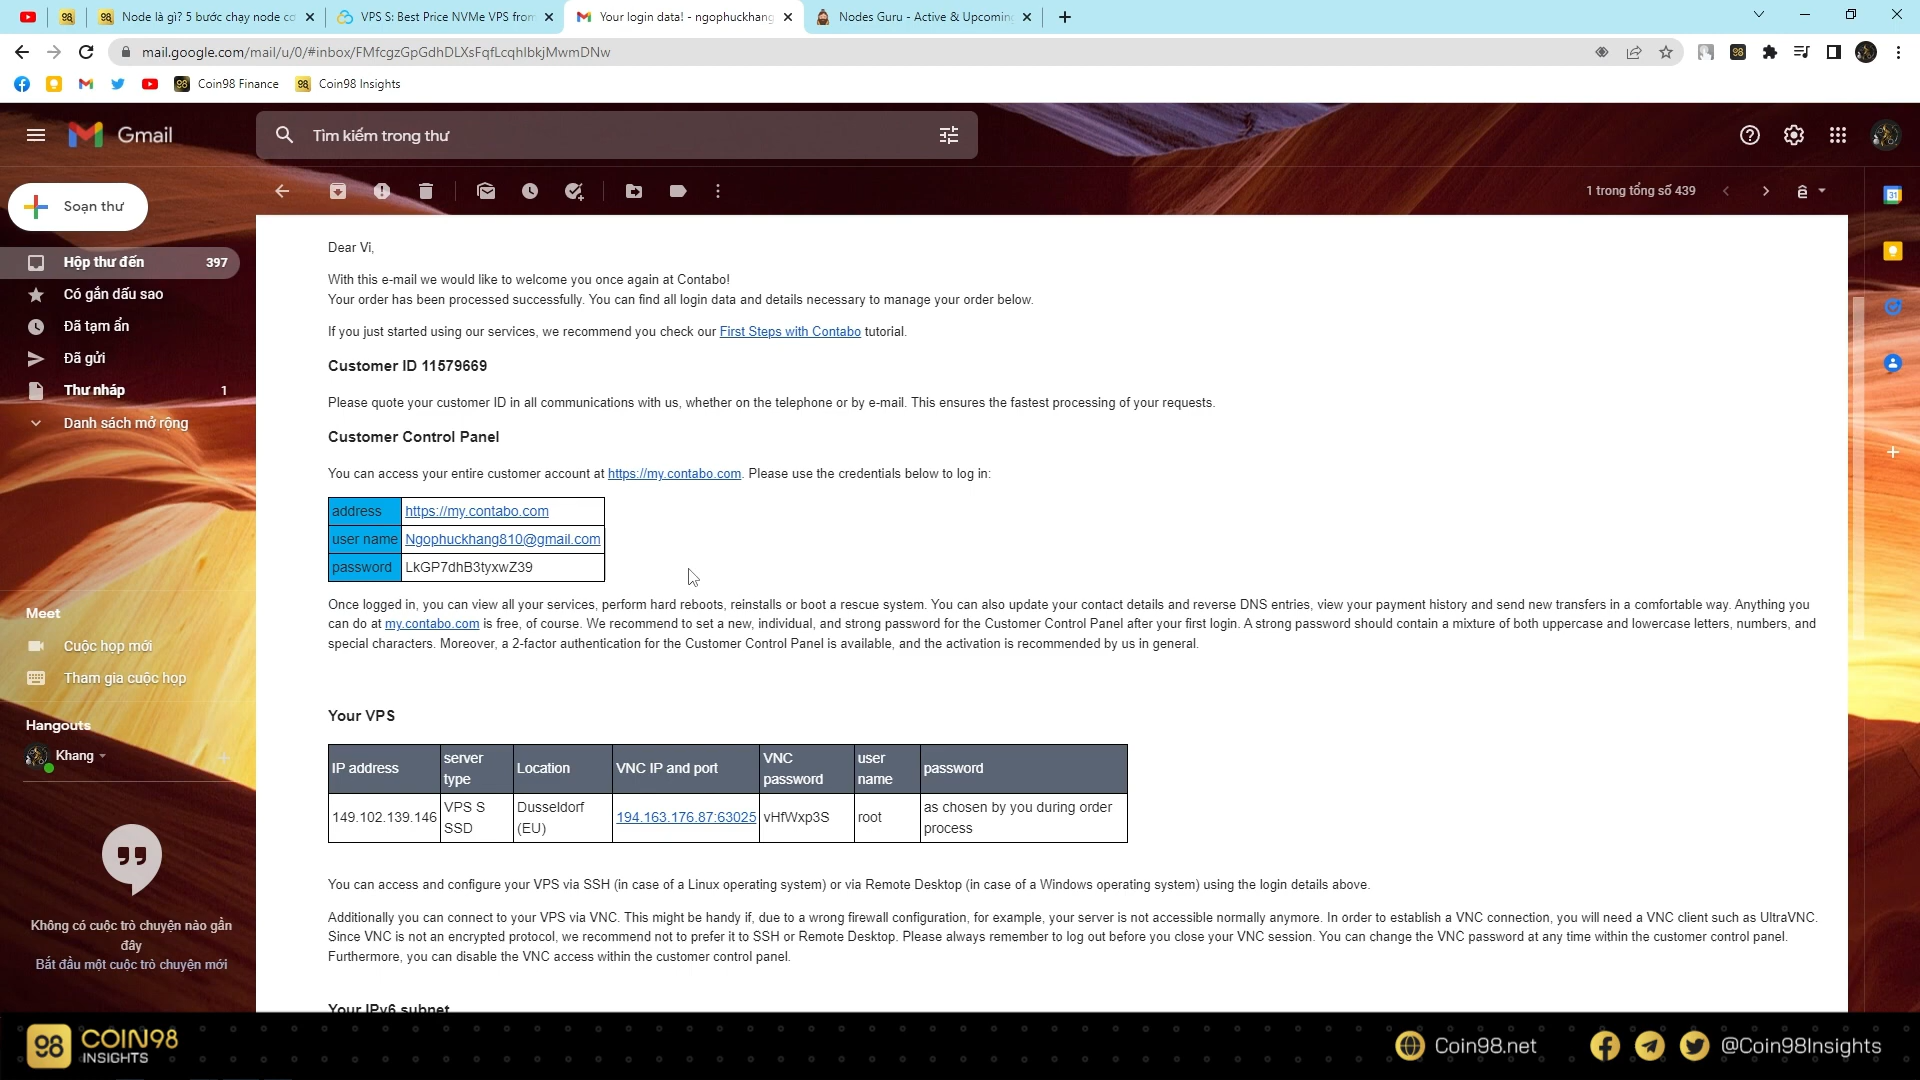 Node là gì? 5 bước chạy node cơ
VPS S: Best Price NVMe VPS from
Your login data! - ngophuckhang
Nodes Guru - Active & Upcoming
mail.google.com/mail/u/0/#inbox/FMfcgzGpGdhDLXsFqfLcqhlbkjMwmDNw
Coin98 Finance
Coin98 Insights
Gmail
Tìm kiếm trong thư
Soạn thư
1 trong tổng số 439
Hộp thư đến 397
Có gắn dấu sao
Đã tạm ẩn
Đã gửi
Thư nháp 1
Danh sách mở rộng
Meet
Cuộc họp mới
Tham gia cuộc họp
Hangouts
Khang
Không có cuộc trò chuyện nào gần
đây
Bắt đầu một cuộc trò chuyện mới
Dear Vi,
With this e-mail we would like to welcome you once again at Contabo!
Your order has been processed successfully. You can find all login data and details necessary to manage your order below.
If you just started using our services, we recommend you check our First Steps with Contabo tutorial.
Customer ID 11579669
Please quote your customer ID in all communications with us, whether on the telephone or by e-mail. This ensures the fastest processing of your requests.
Customer Control Panel
You can access your entire customer account at https://my.contabo.com. Please use the credentials below to log in:
address https://my.contabo.com
user name Ngophuckhang810@gmail.com
password LkGP7dhB3tyxwZ39
Once logged in, you can view all your services, perform hard reboots, reinstalls or boot a rescue system. You can also update your contact details and reverse DNS entries, view your payment history and send new transfers in a comfortable way. Anything you
can do at my.contabo.com is free, of course. We recommend to set a new, individual, and strong password for the Customer Control Panel after your first login. A strong password should contain a mixture of both uppercase and lowercase letters, numbers, and
special characters. Moreover, a 2-factor authentication for the Customer Control Panel is available, and the activation is recommended by us in general.
Your VPS
IP address server type Location VNC IP and port VNC password user name password
149.102.139.146 VPS S SSD Dusseldorf (EU) 194.163.176.87:63025 vHfWxp3S root as chosen by you during order process
You can access and configure your VPS via SSH (in case of a Linux operating system) or via Remote Desktop (in case of a Windows operating system) using the login details above.
Additionally you can connect to your VPS via VNC. This might be handy if, due to a wrong firewall configuration, for example, your server is not accessible normally anymore. In order to establish a VNC connection, you will need a VNC client such as UltraVNC.
Since VNC is not an encrypted protocol, we recommend not to prefer it to SSH or Remote Desktop. Please always remember to log out before you close your VNC session. You can change the VNC password at any time within the customer control panel.
Furthermore, you can disable the VNC access within the customer control panel.
Your IPv6 subnet
98 COIN98
INSIGHTS
Coin98.net
@Coin98Insights